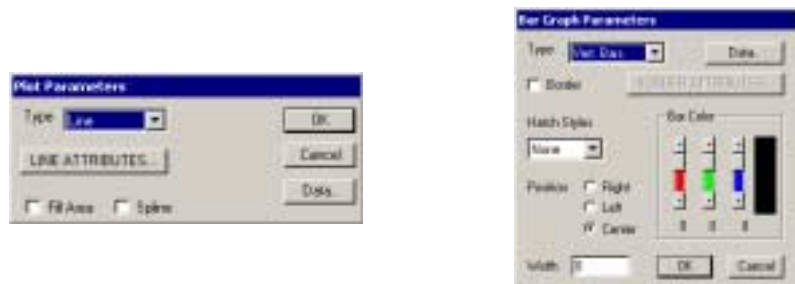 Plot Parameters
Type Line
OK
LINE ATTRIBUTES...
Cancel
Data...
Fill Area Spline
Bar Graph Parameters
Type Vert. Bars Data...
Border
Hatch Styles Bar Color
None
Position Right
Left
Center
0 0 0
Width OK Cancel